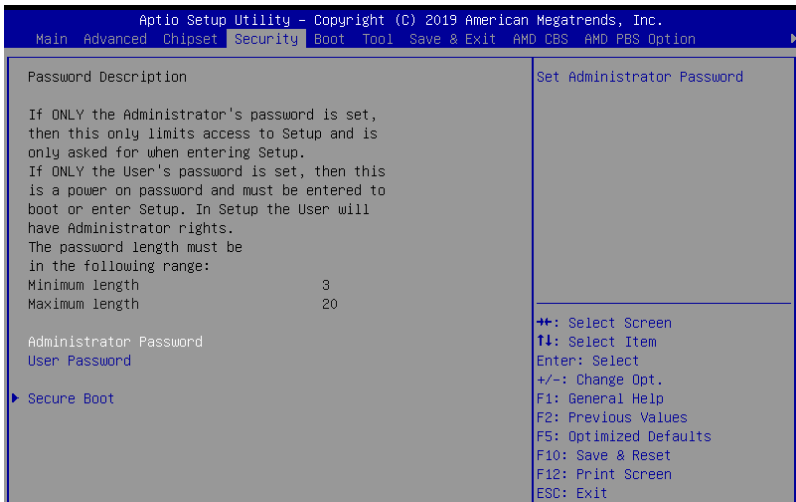 Aptio Setup Utility – Copyright (C) 2019 American Megatrends, Inc.
Main Advanced Chipset Security Boot Tool Save & Exit AMD CBS AMD PBS Option
Password Description
If ONLY the Administrator's password is set,
then this only limits access to Setup and is
only asked for when entering Setup.
If ONLY the User's password is set, then this
is a power on password and must be entered to
boot or enter Setup. In Setup the User will
have Administrator rights.
The password length must be
in the following range:
Minimum length 3
Maximum length 20
Administrator Password
User Password
Secure Boot
Set Administrator Password
→←: Select Screen
↑↓: Select Item
Enter: Select
+/-: Change Opt.
F1: General Help
F2: Previous Values
F5: Optimized Defaults
F10: Save & Reset
F12: Print Screen
ESC: Exit